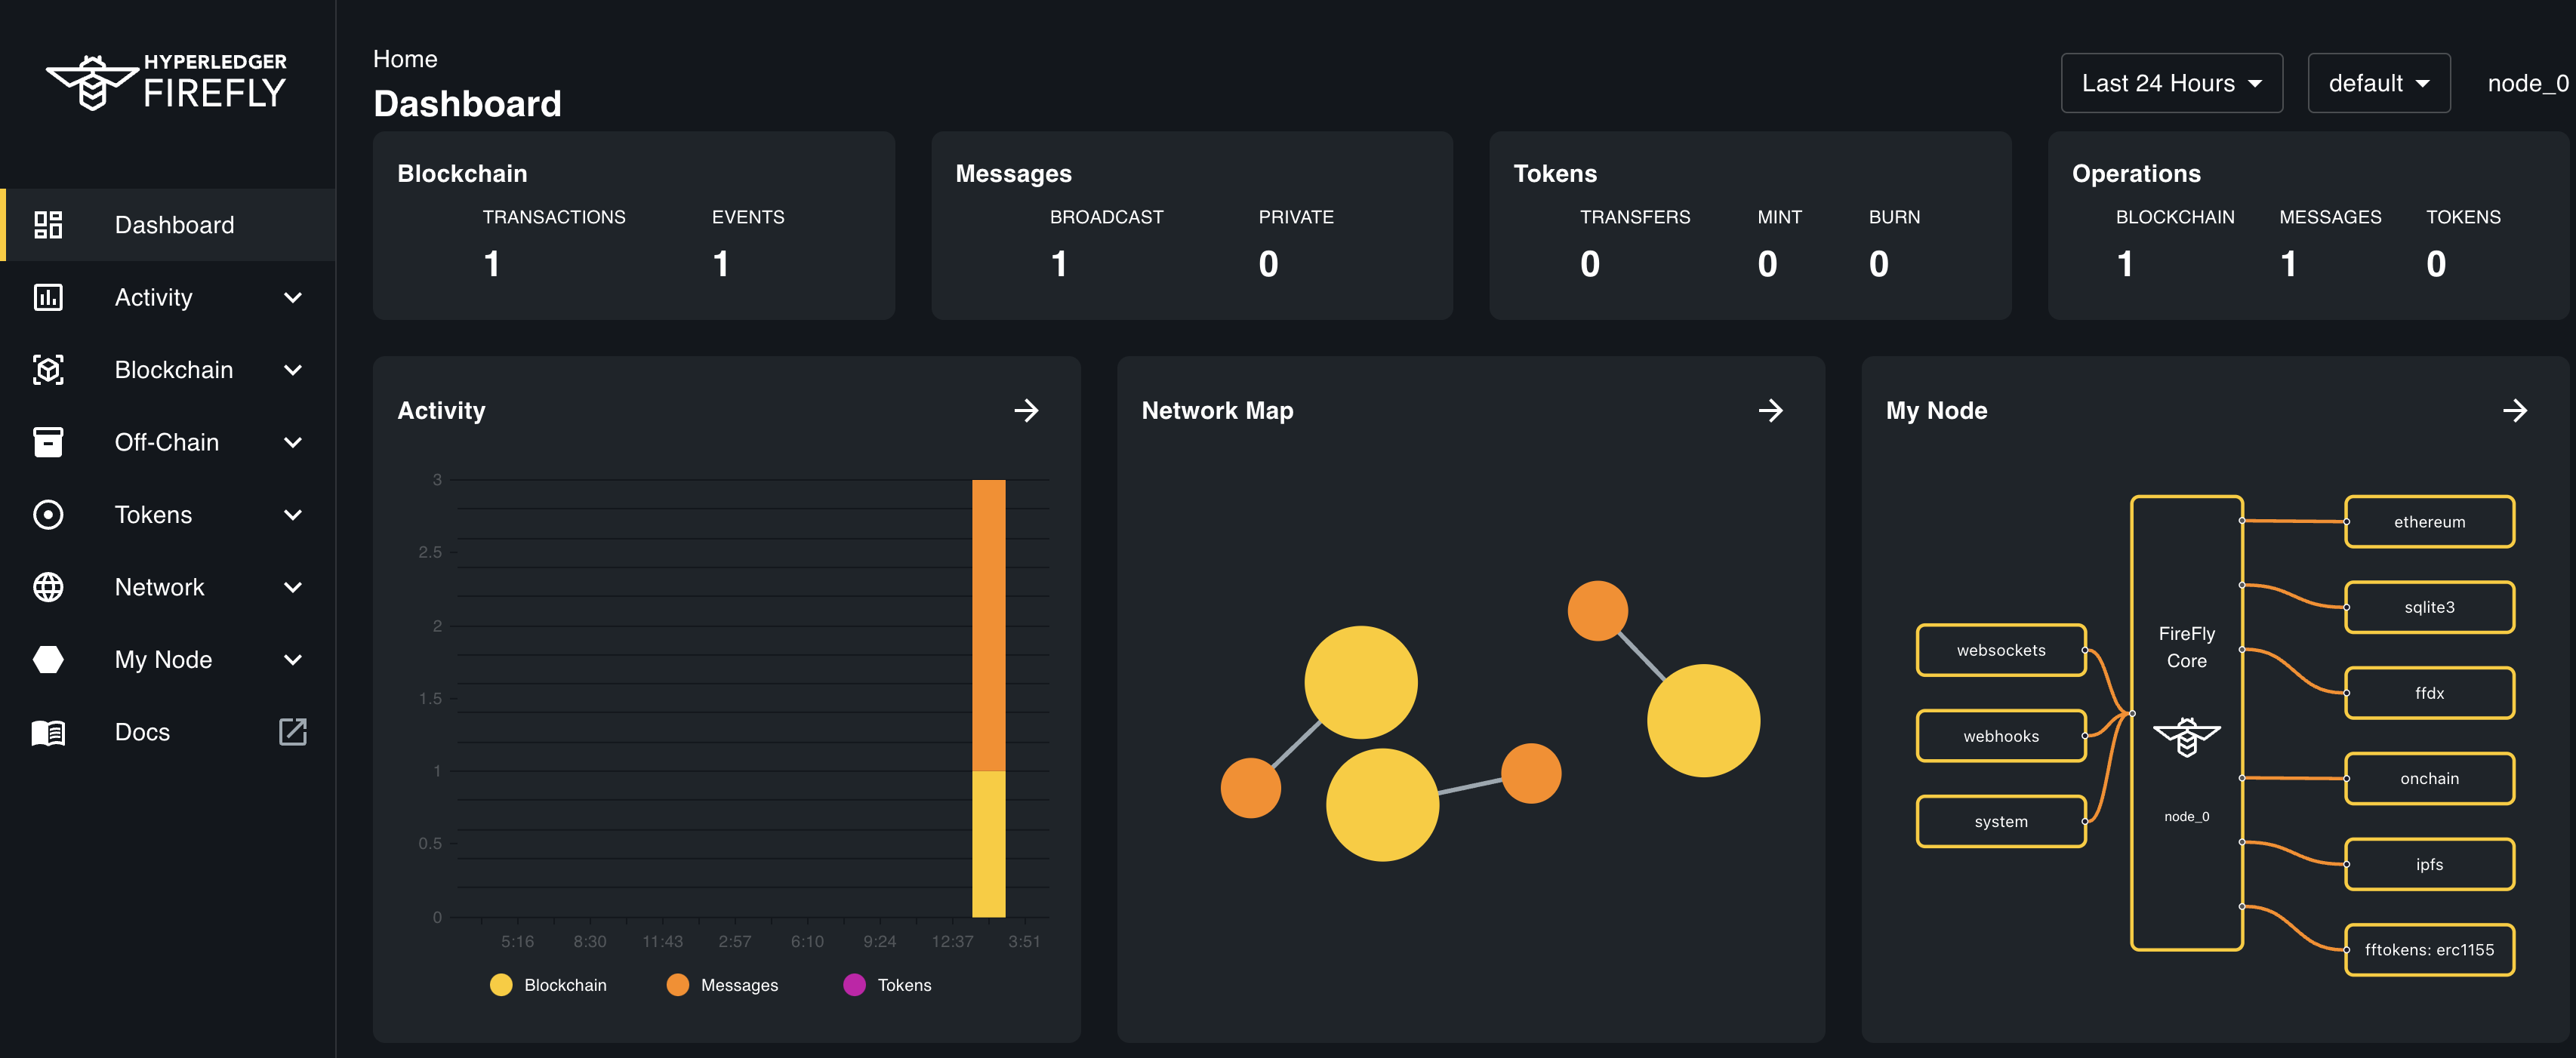 HYPERLEDGER
FIREFLY
Dashboard
Activity
Blockchain
Off-Chain
Tokens
Network
My Node
Docs
Home
Dashboard
Last 24 Hours
default
node_0
Blockchain
TRANSACTIONS EVENTS
1 1
Messages
BROADCAST PRIVATE
1 0
Tokens
TRANSFERS MINT BURN
0 0 0
Operations
BLOCKCHAIN MESSAGES TOKENS
1 1 0
Activity
3
2.5
2
1.5
1
0.5
0
5:16 8:30 11:43 2:57 6:10 9:24 12:37 3:51
Blockchain Messages Tokens
Network Map
My Node
websockets
webhooks
system
FireFly
Core
node_0
ethereum
sqlite3
ffdx
onchain
ipfs
fftokens: erc1155